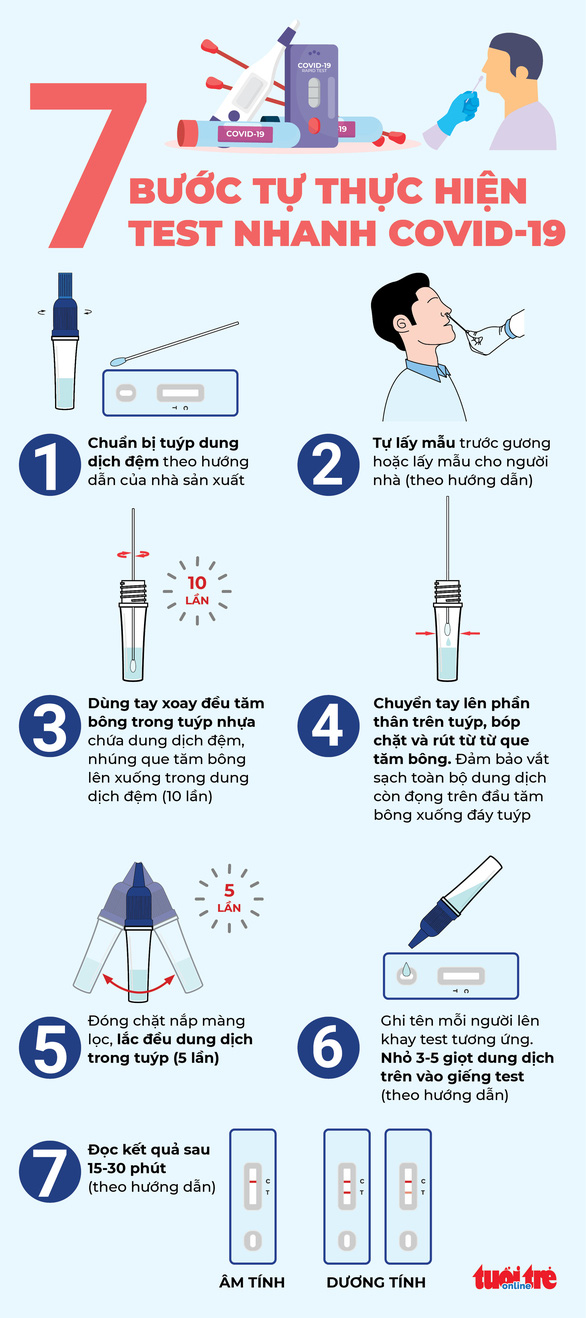 COVID-19
RAPID TEST
COVID-19
19
7
BƯỚC TỰ THỰC HIỆN
TEST NHANH COVID-19
C T
1
Chuẩn bị tuýp dung
dịch đệm theo hướng
dẫn của nhà sản xuất
2
Tự lấy mẫu trước gương
hoặc lấy mẫu cho người
nhà (theo hướng dẫn)
10
LẦN
3
Dùng tay xoay đều tăm
bông trong tuýp nhựa
chứa dung dịch đệm,
nhúng que tăm bông
lên xuống trong dung
dịch đệm (10 lần)
4
Chuyển tay lên phần
thân trên tuýp, bóp
chặt và rút từ từ que
tăm bông. Đảm bảo vắt
sạch toàn bộ dung dịch
còn đọng trên đầu tăm
bông xuống đáy tuýp
5
LẦN
5
Đóng chặt nắp màng
lọc, lắc đều dung dịch
trong tuýp (5 lần)
C T
6
Ghi tên mỗi người lên
khay test tương ứng.
Nhỏ 3-5 giọt dung dịch
trên vào giếng test
(theo hướng dẫn)
7
Đọc kết quả sau
15-30 phút
(theo hướng dẫn)
C
T
C
T
C
T
ÂM TÍNH
DƯƠNG TÍNH
tuổi trẻ
online